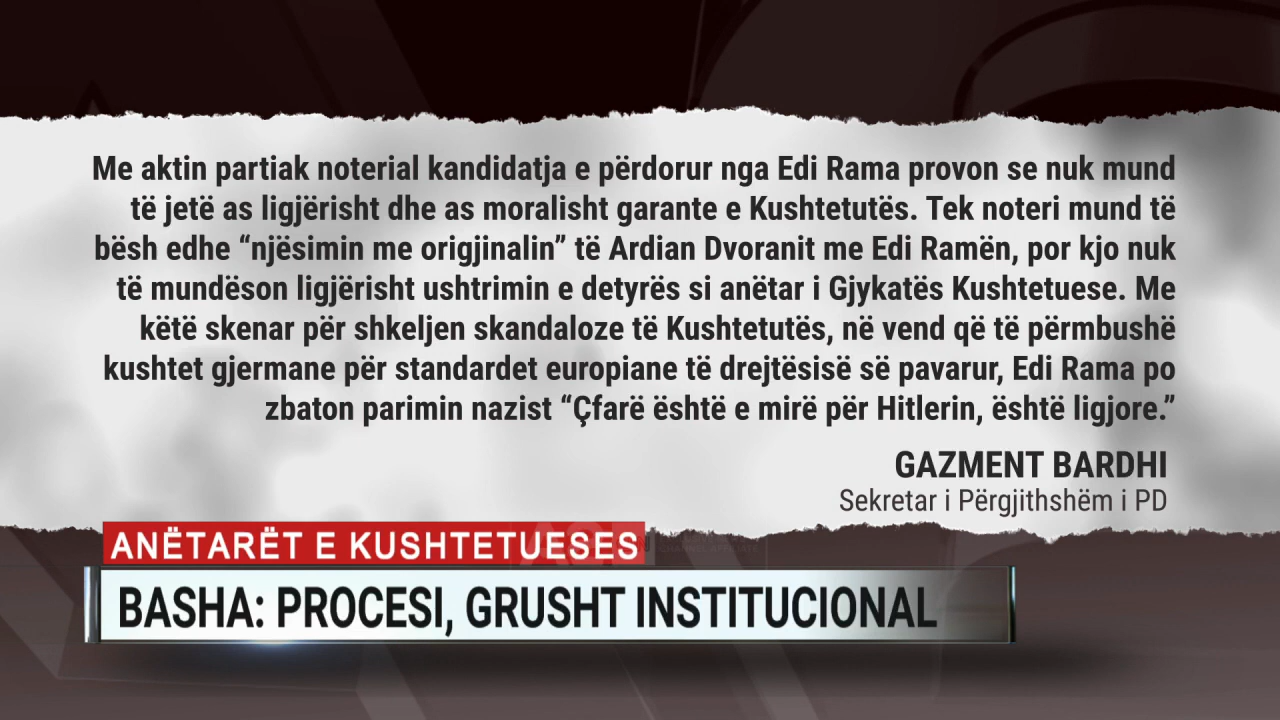 Me aktin partiak noterial kandidatja e përdorur nga Edi Rama provon se nuk mund
të jetë as ligjërisht dhe as moralisht garante e Kushtetutës. Tek noteri mund të
bësh edhe “njësimin me origjinalin” të Ardian Dvoranit me Edi Ramën, por kjo nuk
të mundëson ligjërisht ushtrimin e detyrës si anëtar i Gjykatës Kushtetuese. Me
këtë skenar për shkeljen skandaloze të Kushtetutës, në vend që të përmbushë
kushtet gjermane për standardet europiane të drejtësisë së pavarur, Edi Rama po
zbaton parimin nazist “Çfarë është e mirë për Hitlerin, është ligjore.”
GAZMENT BARDHI
Sekretar i Përgjithshëm i PD
ANËTARËT E KUSHTETUESES
BASHA: PROCESI, GRUSHT INSTITUCIONAL